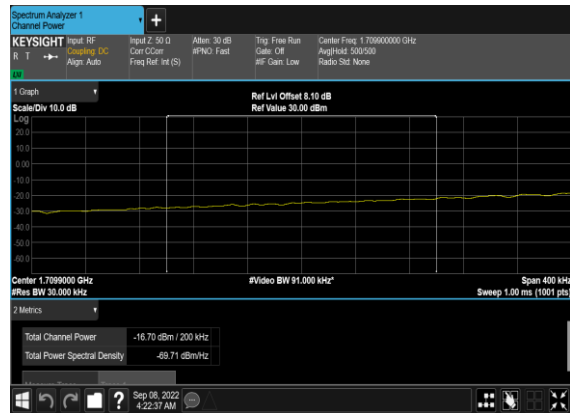 Spectrum Analyzer 1
Channel Power
KEYSIGHT Input: RF Input Z: 50 Ω Atten: 30 dB Trig: Free Run Center Freq: 1.709900000 GHz
R T Coupling: DC Corr CCorr #PNO: Fast Gate: Off Avg|Hold: 500/500
Align: Auto Freq Ref: Int (S) #IF Gain: Low Radio Std: None
1 Graph
Ref Lvl Offset 8.10 dB
Scale/Div 10.0 dB Ref Value 30.00 dBm
Log
20.0
10.0
0.00
-10.0
-20.0
-30.0
-40.0
-50.0
-60.0
Center 1.7099000 GHz #Video BW 91.000 kHz* Span 400 kHz
#Res BW 30.000 kHz Sweep 1.00 ms (1001 pts)
2 Metrics
Total Channel Power -16.70 dBm / 200 kHz
Total Power Spectral Density -69.71 dBm/Hz
Sep 08, 2022
4:22:37 AM